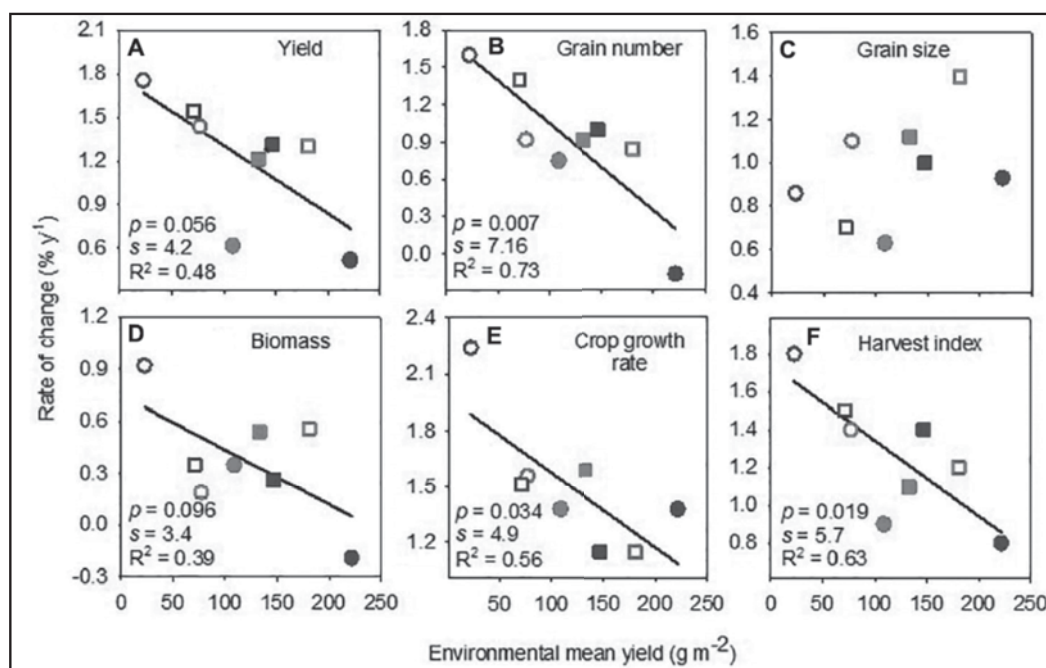 A Yield
1.8
1.5
1.2
0.9
0.6
p = 0.056
s = 4.2
R² = 0.48
B Grain number
1.8
1.5
1.2
0.9
0.6
0.3
0.0
p = 0.007
s = 7.16
R² = 0.73
C Grain size
1.6
1.4
1.2
1.0
0.8
0.6
0.4
Rate of change (% y⁻¹)
D Biomass
1.2
0.9
0.6
0.3
0.0
-0.3
p = 0.096
s = 3.4
R² = 0.39
0 50 100 150 200 250
E Crop growth
rate
2.4
2.1
1.8
1.5
1.2
p = 0.034
s = 4.9
R² = 0.56
0 50 100 150 200 250
F Harvest index
1.8
1.6
1.4
1.2
1.0
0.8
p = 0.019
s = 5.7
R² = 0.63
0 50 100 150 200 250
Environmental mean yield (g m⁻²)